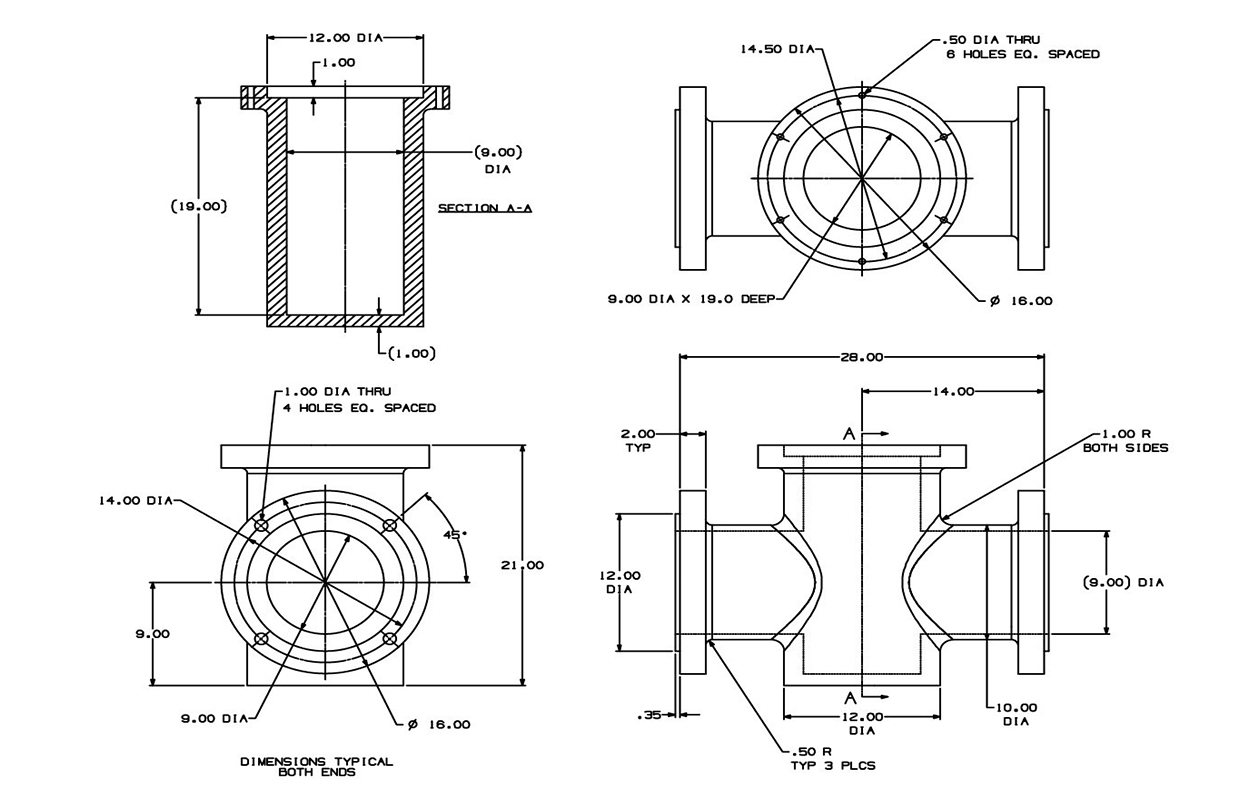 12.00 DIA
1.00
(9.00)
DIA
(19.00)
SECTION A-A
(1.00)
14.50 DIA
.50 DIA THRU
6 HOLES EQ. SPACED
9.00 DIA X 19.0 DEEP
Ø 16.00
1.00 DIA THRU
4 HOLES EQ. SPACED
14.00 DIA
45°
21.00
9.00
9.00 DIA
Ø 16.00
DIMENSIONS TYPICAL
BOTH ENDS
28.00
14.00
2.00
TYP
A
1.00 R
BOTH SIDES
12.00
DIA
(9.00) DIA
A
.35
12.00
DIA
10.00
DIA
.50 R
TYP 3 PLCS